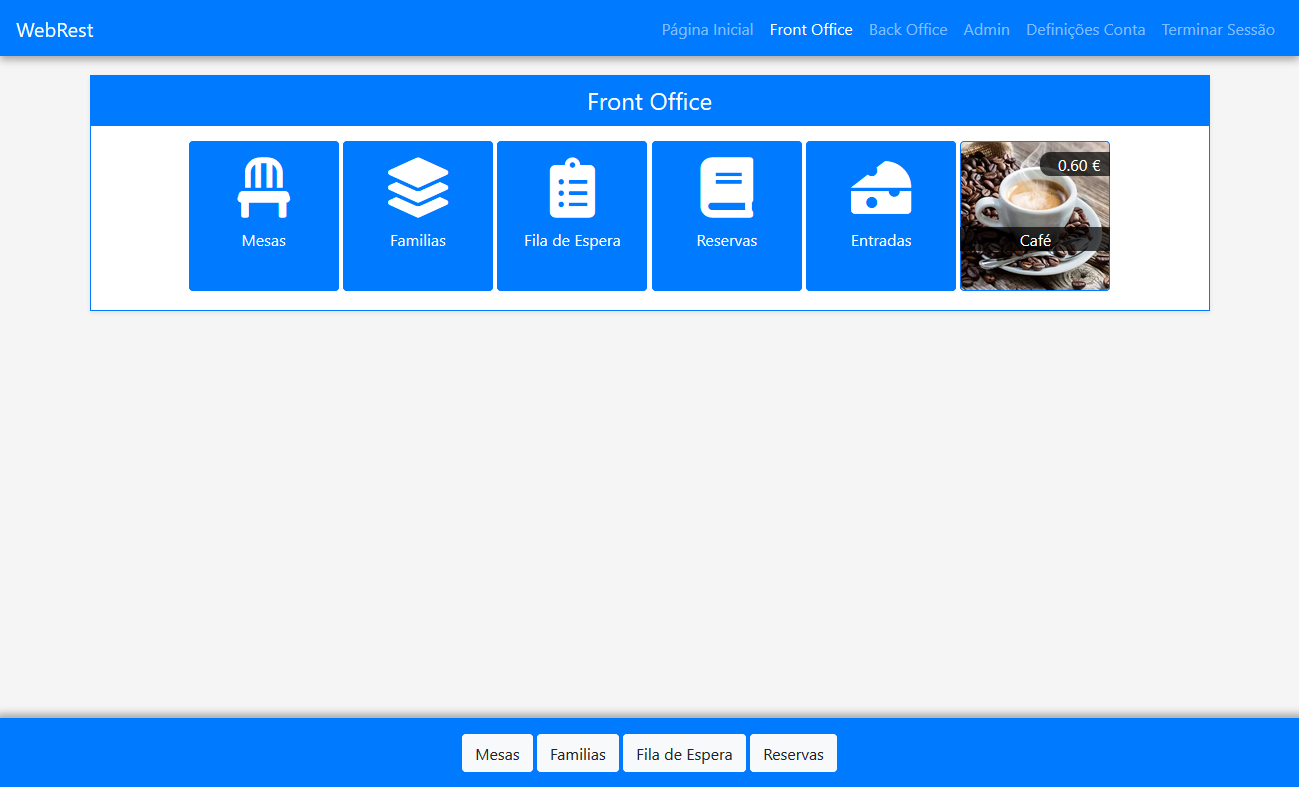 WebRest
Página Inicial Front Office Back Office Admin Definições Conta Terminar Sessão
Front Office
0.60 €
Mesas Familias Fila de Espera Reservas Entradas Café
Mesas Familias Fila de Espera Reservas